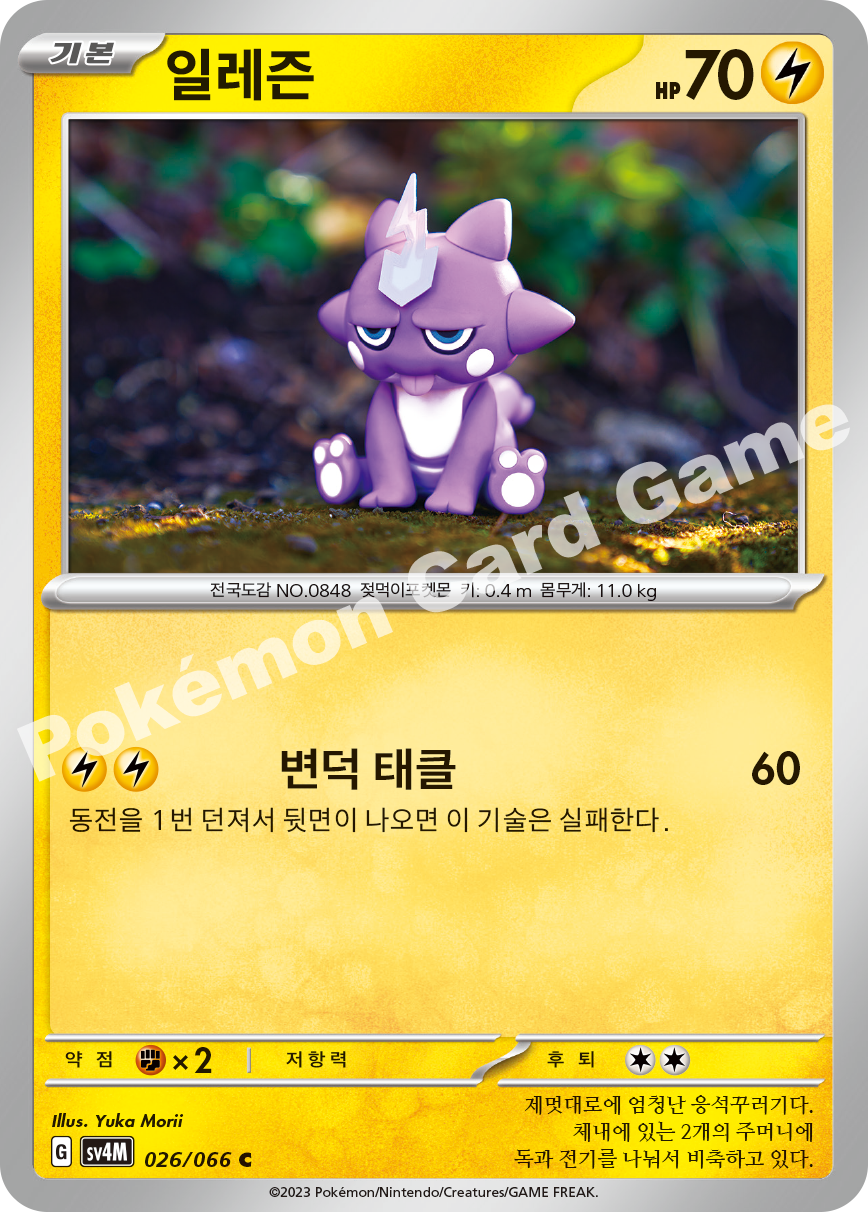 기본 일레즌 HP 70
전국도감 NO.0848 젖먹이포켓몬 키: 0.4 m 몸무게: 11.0 kg
Pokémon Card Game
변덕 태클 60
동전을 1번 던져서 뒷면이 나오면 이 기술은 실패한다.
약점 ×2 저항력 후퇴
제멋대로에 엄청난 응석꾸러기다.
체내에 있는 2개의 주머니에
독과 전기를 나눠서 비축하고 있다.
Illus. Yuka Morii
G sv4M 026/066 C
©2023 Pokémon/Nintendo/Creatures/GAME FREAK.